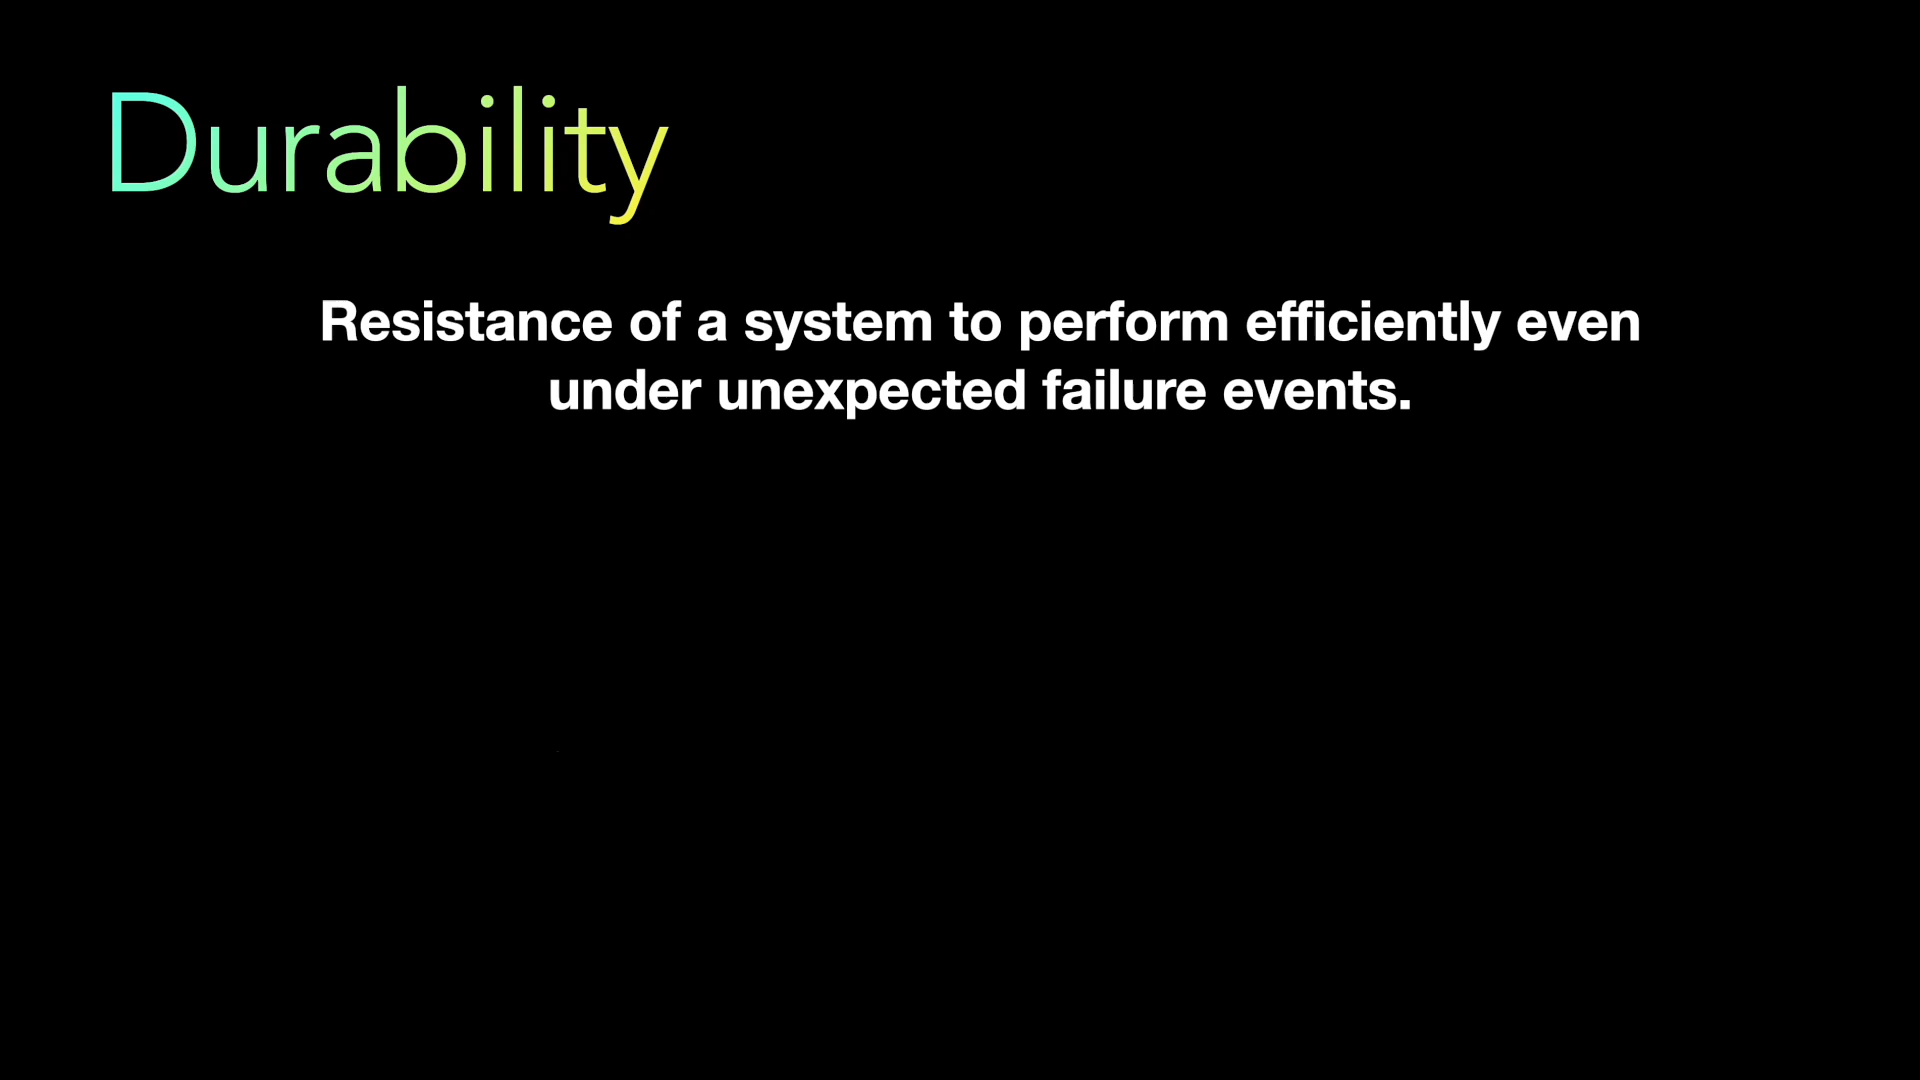 Durability
Resistance of a system to perform efficiently even
under unexpected failure events.